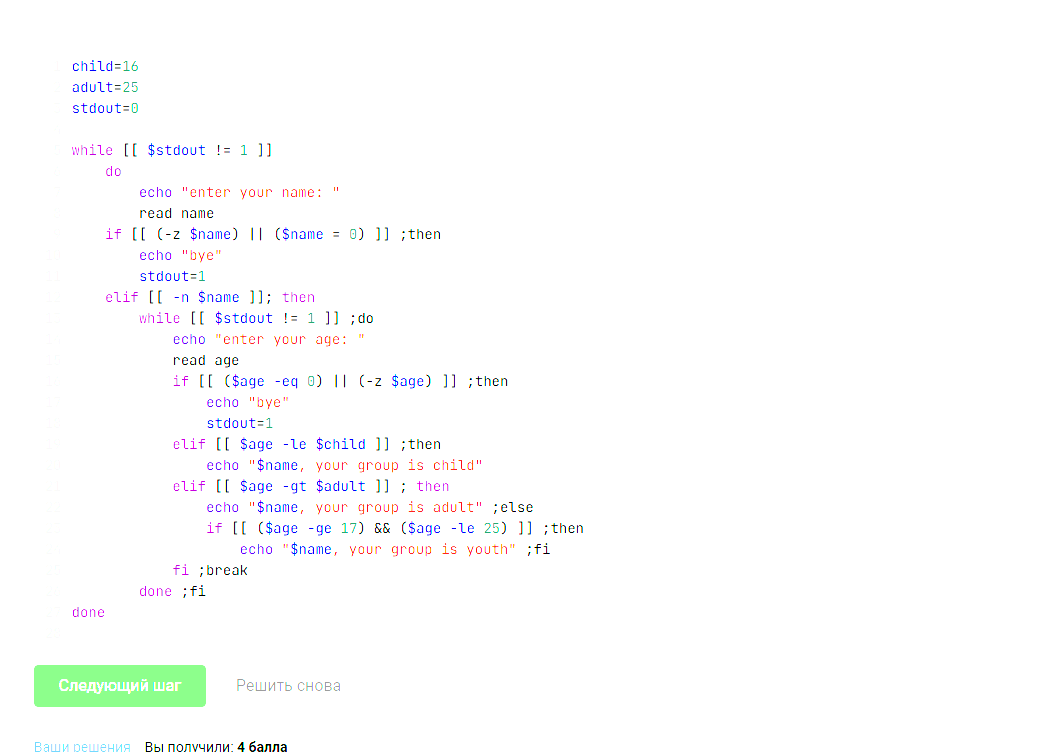 child=16
adult=25
stdout=0
while [[ $stdout != 1 ]]
do
echo "enter your name: "
read name
if [[ (-z $name) || ($name = 0) ]] ;then
echo "bye"
stdout=1
elif [[ -n $name ]]; then
while [[ $stdout != 1 ]] ;do
echo "enter your age: "
read age
if [[ ($age -eq 0) || (-z $age) ]] ;then
echo "bye"
stdout=1
elif [[ $age -le $child ]] ;then
echo "$name, your group is child"
elif [[ $age -gt $adult ]] ; then
echo "$name, your group is adult" ;else
if [[ ($age -ge 17) && ($age -le 25) ]] ;then
echo "$name, your group is youth" ;fi
fi ;break
done ;fi
done
Следующий шаг Решить снова
Ваши решения Вы получили: 4 балла